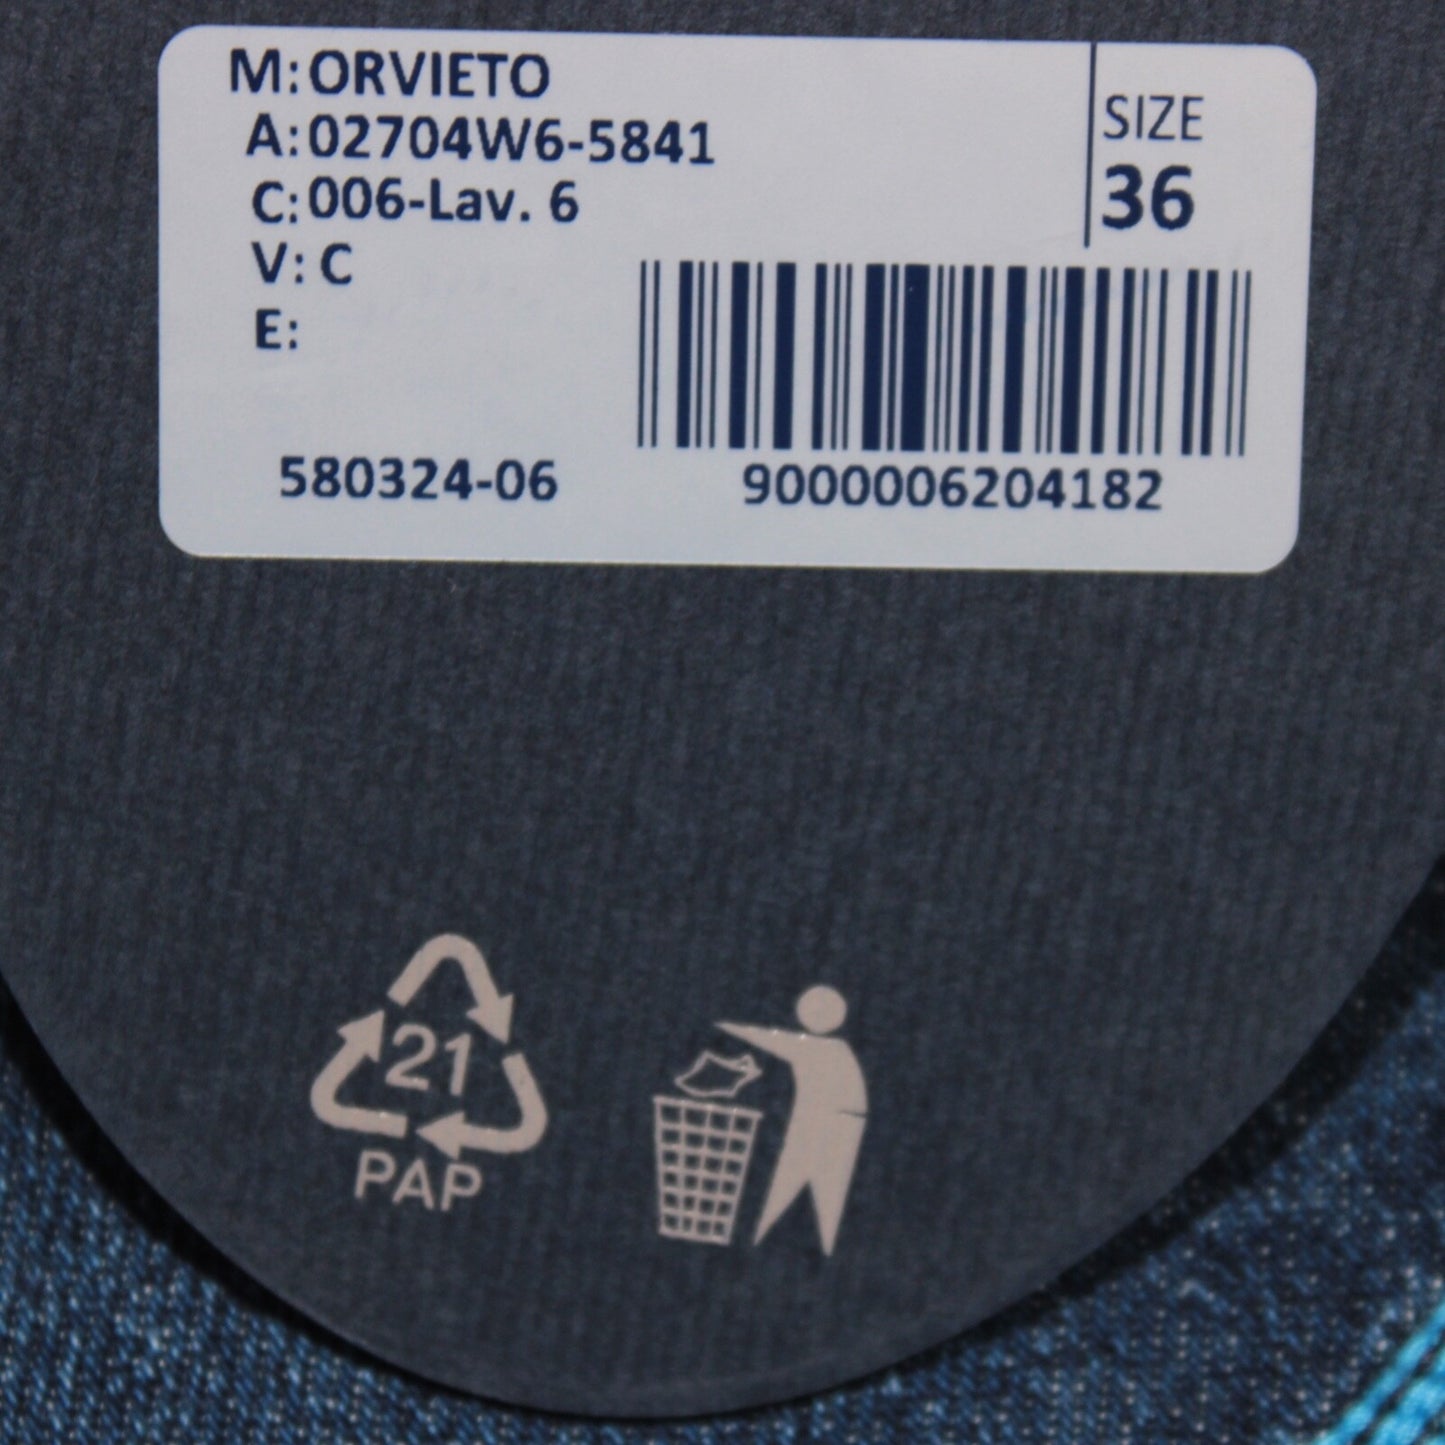 M: ORVIETO
A: 02704W6-5841
C: 006-Lav. 6
V: C
E:
SIZE
36
580324-06
9000006204182
21
PAP